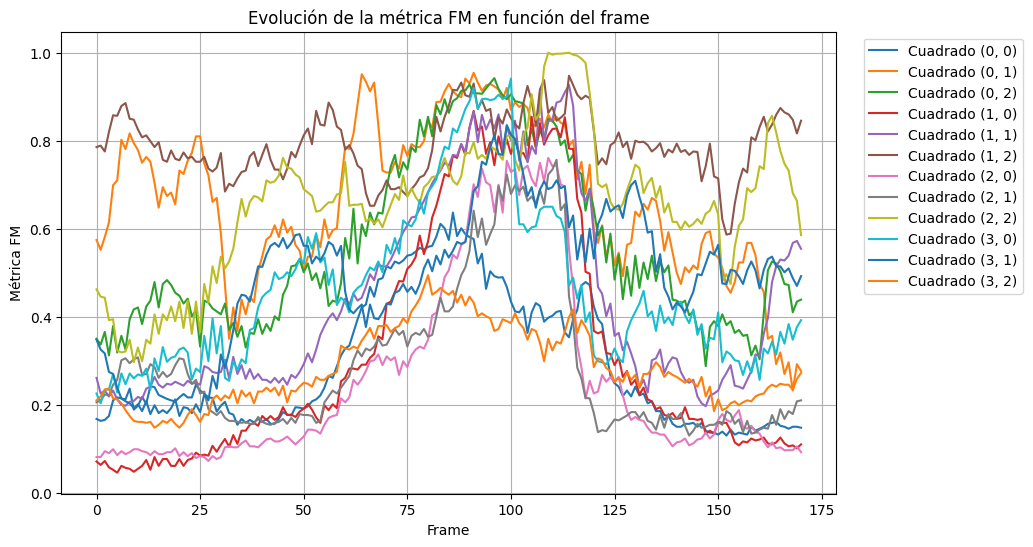 Evolución de la métrica FM en función del frame
Métrica FM
1.0
0.8
0.6
0.4
0.2
0.0
0
25
50
75
100
125
150
175
Frame
Cuadrado (0, 0)
Cuadrado (0, 1)
Cuadrado (0, 2)
Cuadrado (1, 0)
Cuadrado (1, 1)
Cuadrado (1, 2)
Cuadrado (2, 0)
Cuadrado (2, 1)
Cuadrado (2, 2)
Cuadrado (3, 0)
Cuadrado (3, 1)
Cuadrado (3, 2)